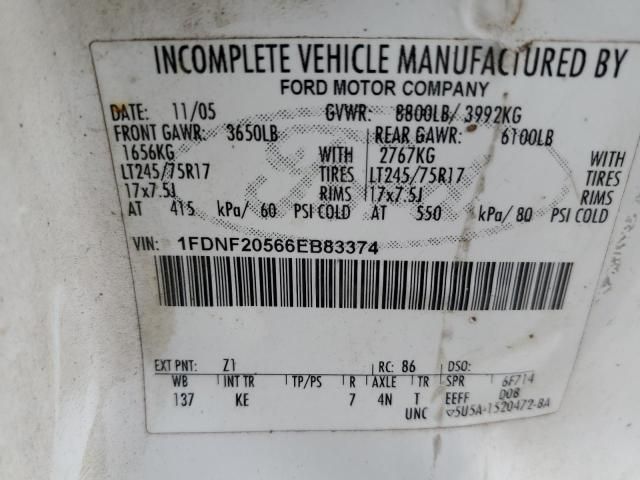 INCOMPLETE VEHICLE MANUFACTURED BY
FORD MOTOR COMPANY
DATE: 11/05 GVWR: 8800LB/ 3992KG
FRONT GAWR: 3650LB REAR GAWR: 6100LB
1656KG WITH 2767KG WITH
LT245/75R17 TIRES LT245/75R17 TIRES
17x7.5J RIMS 17x7.5J RIMS
AT 415 kPa/ 60 PSI COLD AT 550 kPa/ 80 PSI COLD
VIN: 1FDNF20566EB83374
EXT PNT: Z1 RC: 86 DSO:
WB INT TR TP/PS R AXLE TR SPR 6F714
137 KE 7 4N T EEFF DOB
UNC ▽5U5A-1520472-BA